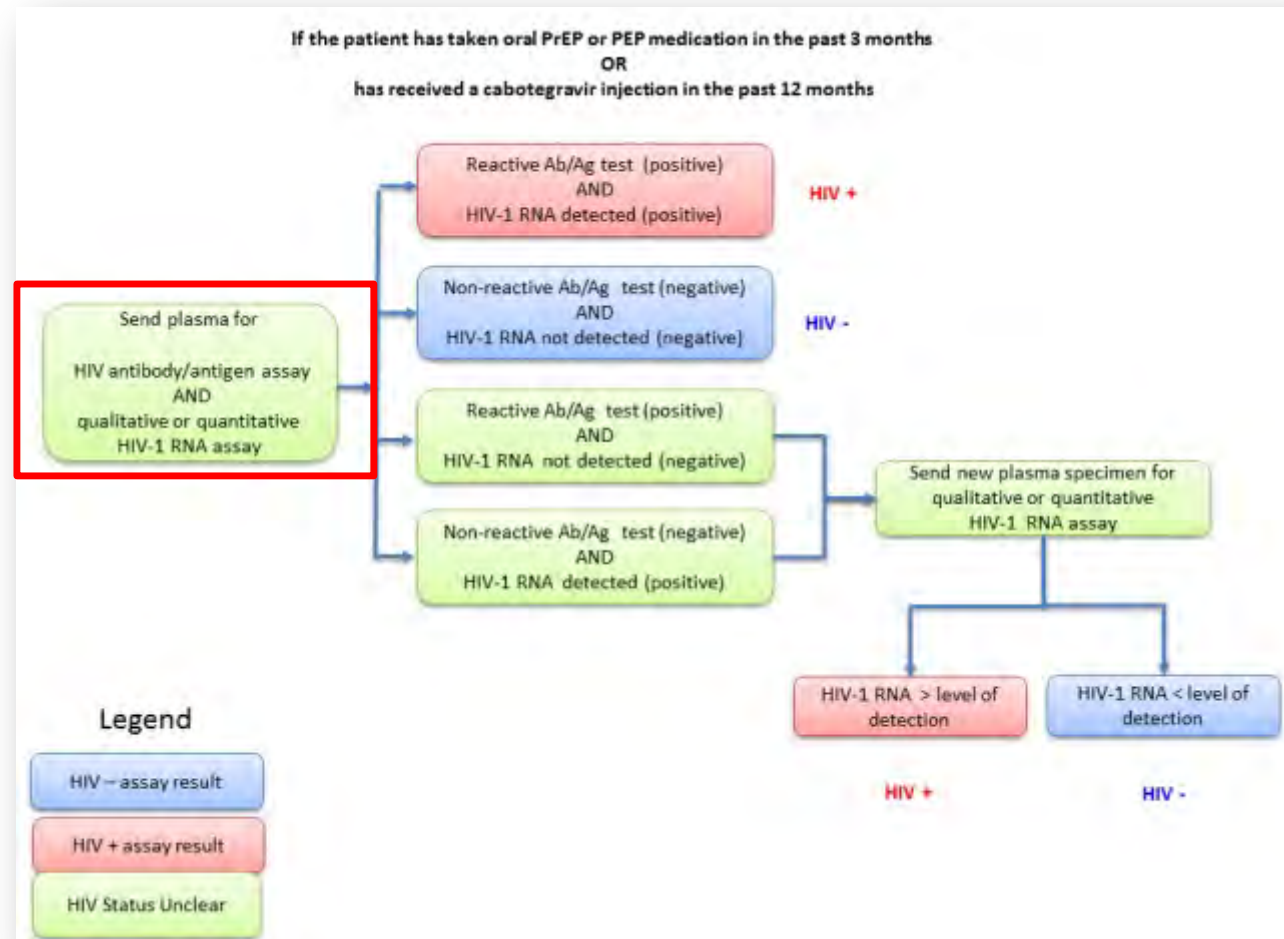 If the patient has taken oral PrEP or PEP medication in the past 3 months
OR
has received a cabotegravir injection in the past 12 months
Send plasma for
HIV antibody/antigen assay
AND
qualitative or quantitative
HIV-1 RNA assay
Reactive Ab/Ag test (positive)
AND
HIV-1 RNA detected (positive)
HIV +
Non-reactive Ab/Ag test (negative)
AND
HIV-1 RNA not detected (negative)
HIV -
Reactive Ab/Ag test (positive)
AND
HIV-1 RNA not detected (negative)
Non-reactive Ab/Ag test (negative)
AND
HIV-1 RNA detected (positive)
Send new plasma specimen for
qualitative or quantitative
HIV-1 RNA assay
HIV-1 RNA > level of
detection
HIV +
HIV-1 RNA < level of
detection
HIV -
Legend
HIV – assay result
HIV + assay result
HIV Status Unclear